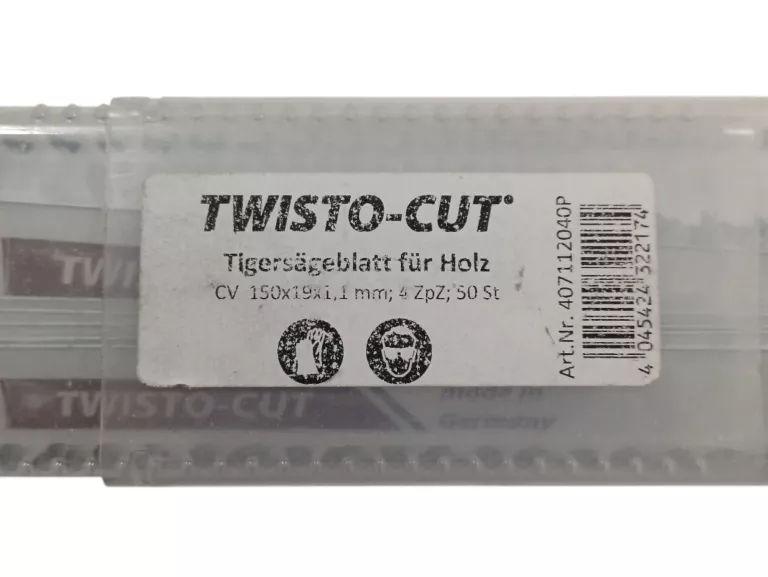 TWISTO-CUT®
Tigersägeblatt für Holz
CV 150x19x1,1 mm; 4 ZpZ; 50 St
Art.Nr. 407112040P
4 045424 322174
TWI
TWISTO-CUT
made in
Germany